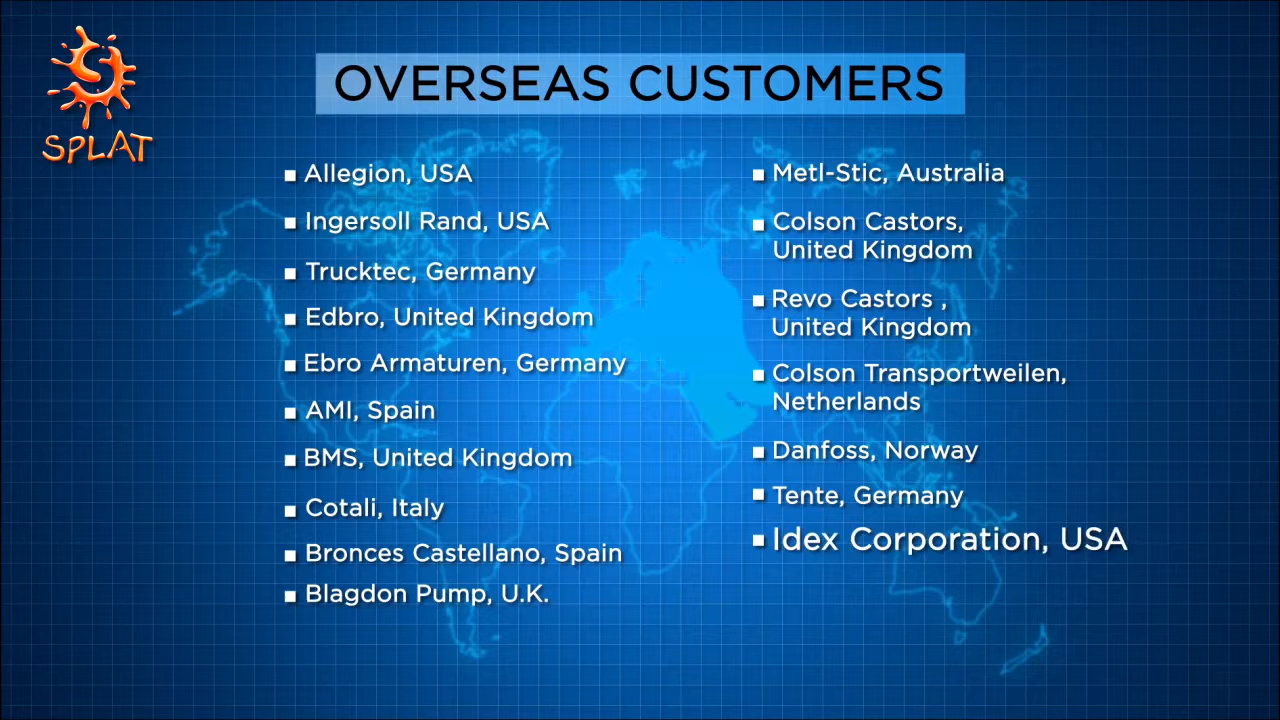 SPLAT
OVERSEAS CUSTOMERS
Allegion, USA
Ingersoll Rand, USA
Trucktec, Germany
Edbro, United Kingdom
Ebro Armaturen, Germany
AMI, Spain
BMS, United Kingdom
Cotali, Italy
Bronces Castellano, Spain
Blagdon Pump, U.K.
Metl-Stic, Australia
Colson Castors,
United Kingdom
Revo Castors ,
United Kingdom
Colson Transportweilen,
Netherlands
Danfoss, Norway
Tente, Germany
Idex Corporation, USA